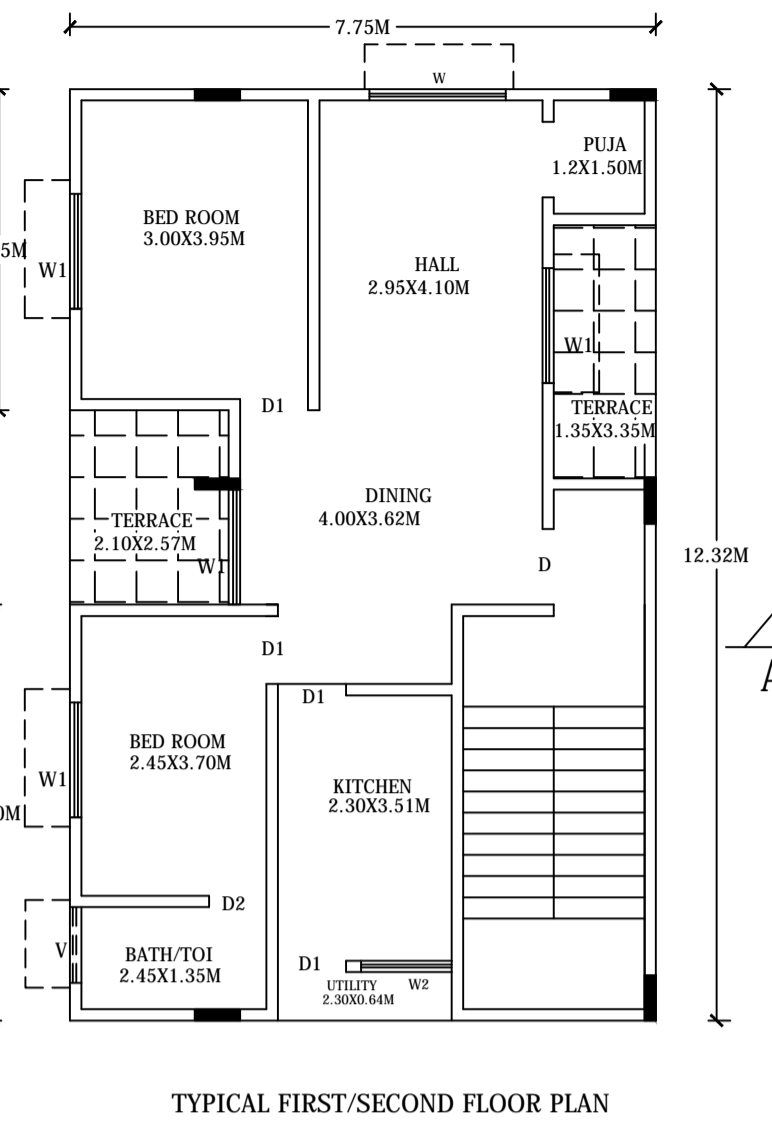 7.75M
W
PUJA
1.2X1.50M
BED ROOM
3.00X3.95M
5M
W1
HALL
2.95X4.10M
W1
D1
TERRACE
1.35X3.35M
DINING
4.00X3.62M
TERRACE
2.10X2.57M
W1
D
12.32M
D1
D1
BED ROOM
2.45X3.70M
W1
KITCHEN
2.30X3.51M
0M
D2
V
BATH/TOI
2.45X1.35M
D1
UTILITY
2.30X0.64M
W2
TYPICAL FIRST/SECOND FLOOR PLAN